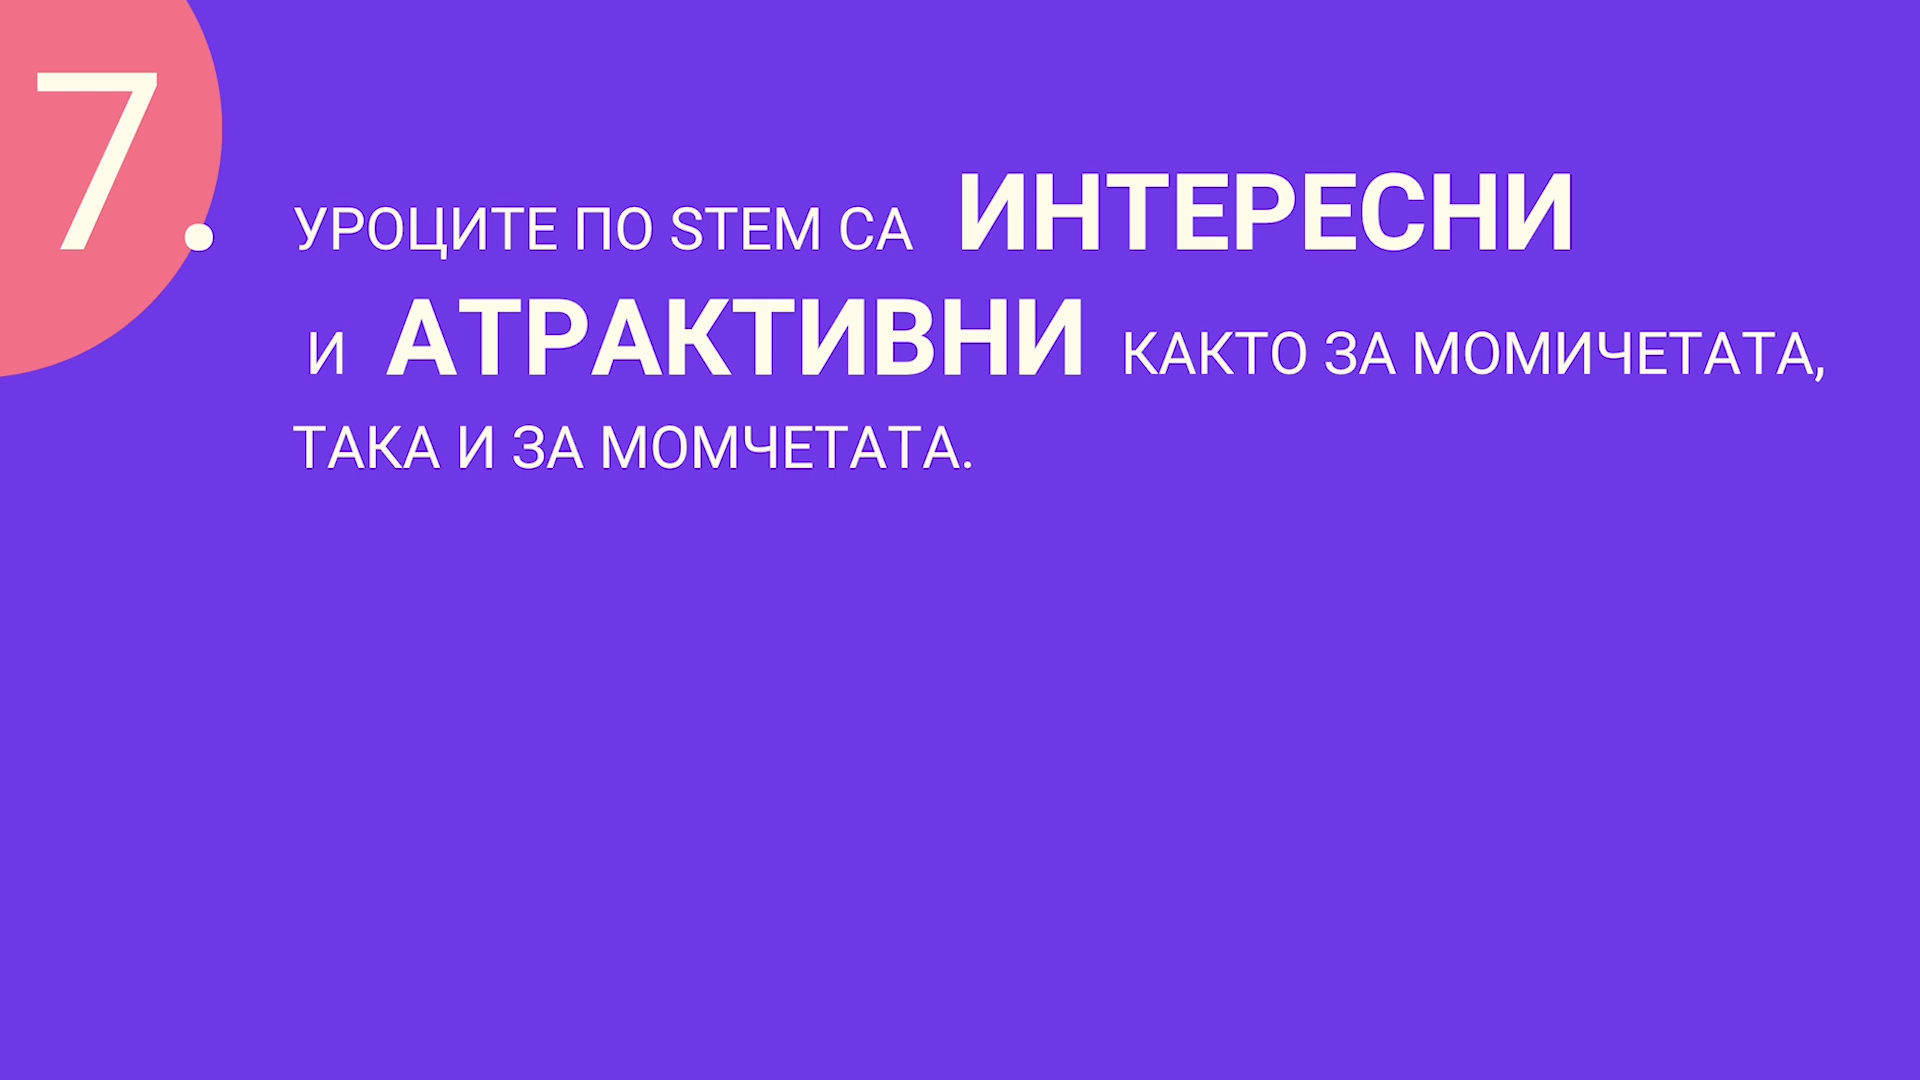 7.
УРОЦИТЕ ПО STEM СА ИНТЕРЕСНИ
И АТРАКТИВНИ КАКТО ЗА МОМИЧЕТАТА,
ТАКА И ЗА МОМЧЕТАТА.